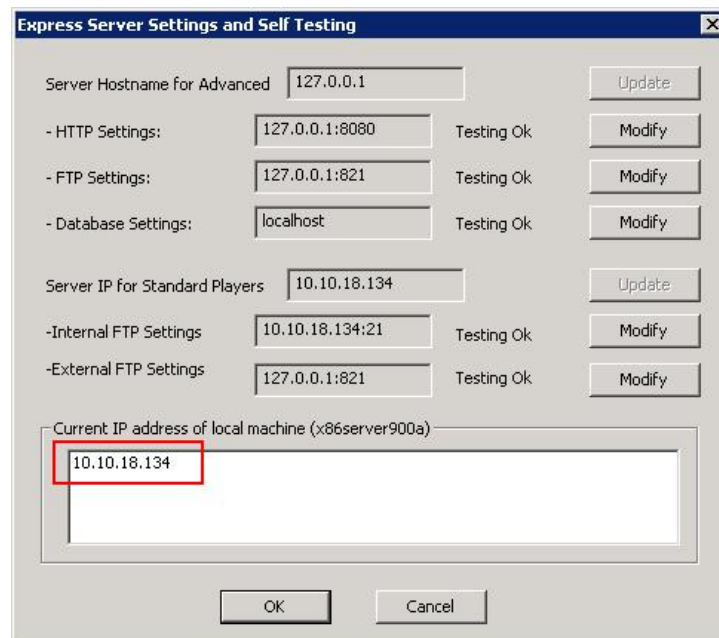 Express Server Settings and Self Testing
Server Hostname for Advanced 127.0.0.1 Update
- HTTP Settings: 127.0.0.1:8080 Testing Ok Modify
- FTP Settings: 127.0.0.1:821 Testing Ok Modify
- Database Settings: localhost Testing Ok Modify
Server IP for Standard Players 10.10.18.134 Update
-Internal FTP Settings 10.10.18.134:21 Testing Ok Modify
-External FTP Settings 127.0.0.1:821 Testing Ok Modify
Current IP address of local machine (x86server900a)
10.10.18.134
OK Cancel